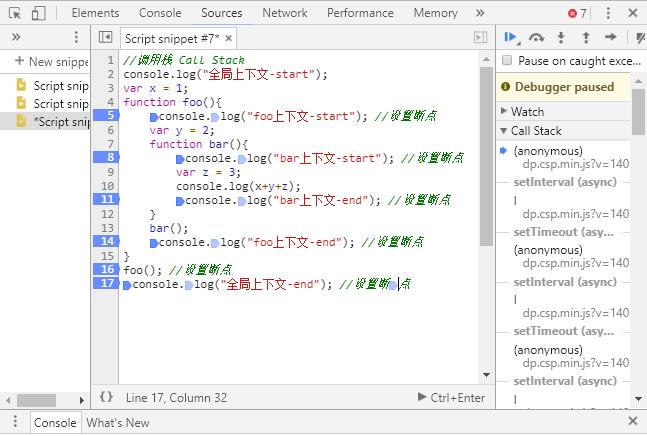 Elements Console Sources Network Performance Memory » 7
» Script snippet #7* ×
+ New snippe
Script snip
Script snip
*Script snip
1 //调用栈 Call Stack
2 console.log("全局上下文-start");
3 var x = 1;
4 function foo(){
5 console.log("foo上下文-start"); //设置断点
6 var y = 2;
7 function bar(){
8 console.log("bar上下文-start"); //设置断点
9 var z = 3;
10 console.log(x+y+z);
11 console.log("bar上下文-end"); //设置断点
12 }
13 bar();
14 console.log("foo上下文-end"); //设置断点
15 }
16 foo(); //设置断点
17 console.log("全局上下文-end"); //设置断点
{} Line 17, Column 32 Ctrl+Enter
Pause on caught exce...
Debugger paused
Watch
Call Stack
(anonymous)
dp.csp.min.js?v=140
setInterval (async)
I
dp.csp.min.js?v=140
setTimeout (asy...
(anonymous)
dp.csp.min.js?v=140
setInterval (async)
I
dp.csp.min.js?v=140
setTimeout (asy...
(anonymous)
dp.csp.min.js?v=140
setInterval (async)
I
dp.csp.min.js?v=140
Console What's New